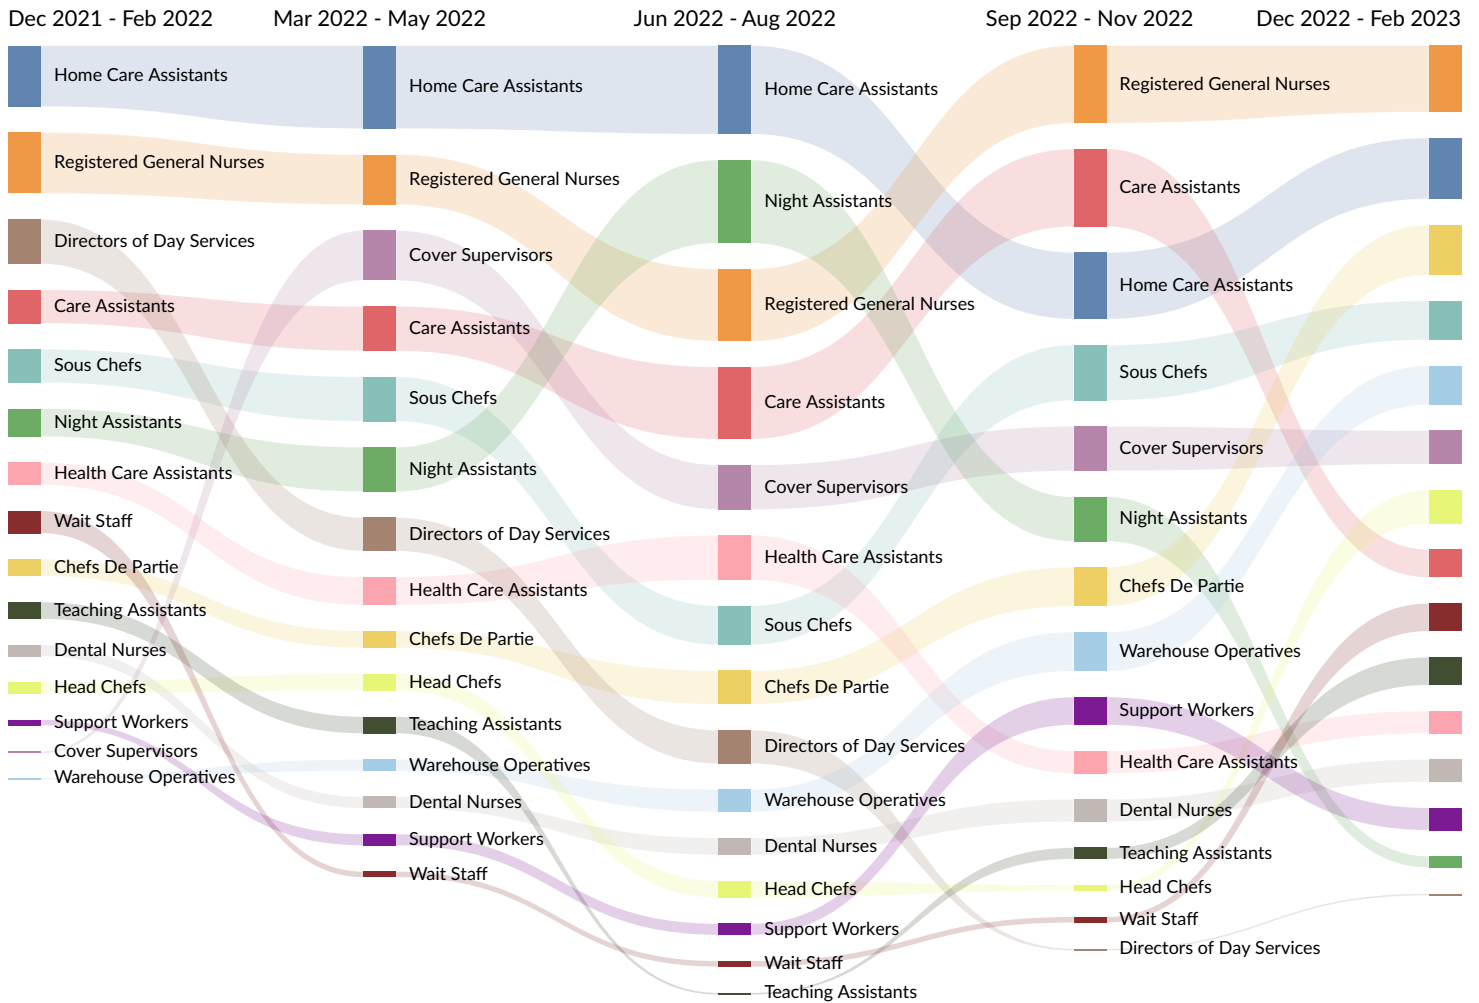 Dec 2021 - Feb 2022
Mar 2022 - May 2022
Jun 2022 - Aug 2022
Sep 2022 - Nov 2022
Dec 2022 - Feb 2023
Home Care Assistants
Registered General Nurses
Directors of Day Services
Care Assistants
Sous Chefs
Night Assistants
Health Care Assistants
Wait Staff
Chefs De Partie
Teaching Assistants
Dental Nurses
Head Chefs
Support Workers
Cover Supervisors
Warehouse Operatives
Home Care Assistants
Registered General Nurses
Cover Supervisors
Care Assistants
Sous Chefs
Night Assistants
Directors of Day Services
Health Care Assistants
Chefs De Partie
Head Chefs
Teaching Assistants
Warehouse Operatives
Dental Nurses
Support Workers
Wait Staff
Home Care Assistants
Night Assistants
Registered General Nurses
Care Assistants
Cover Supervisors
Health Care Assistants
Sous Chefs
Chefs De Partie
Directors of Day Services
Warehouse Operatives
Dental Nurses
Head Chefs
Support Workers
Wait Staff
Teaching Assistants
Registered General Nurses
Care Assistants
Home Care Assistants
Sous Chefs
Cover Supervisors
Night Assistants
Chefs De Partie
Warehouse Operatives
Support Workers
Health Care Assistants
Dental Nurses
Teaching Assistants
Head Chefs
Wait Staff
Directors of Day Services